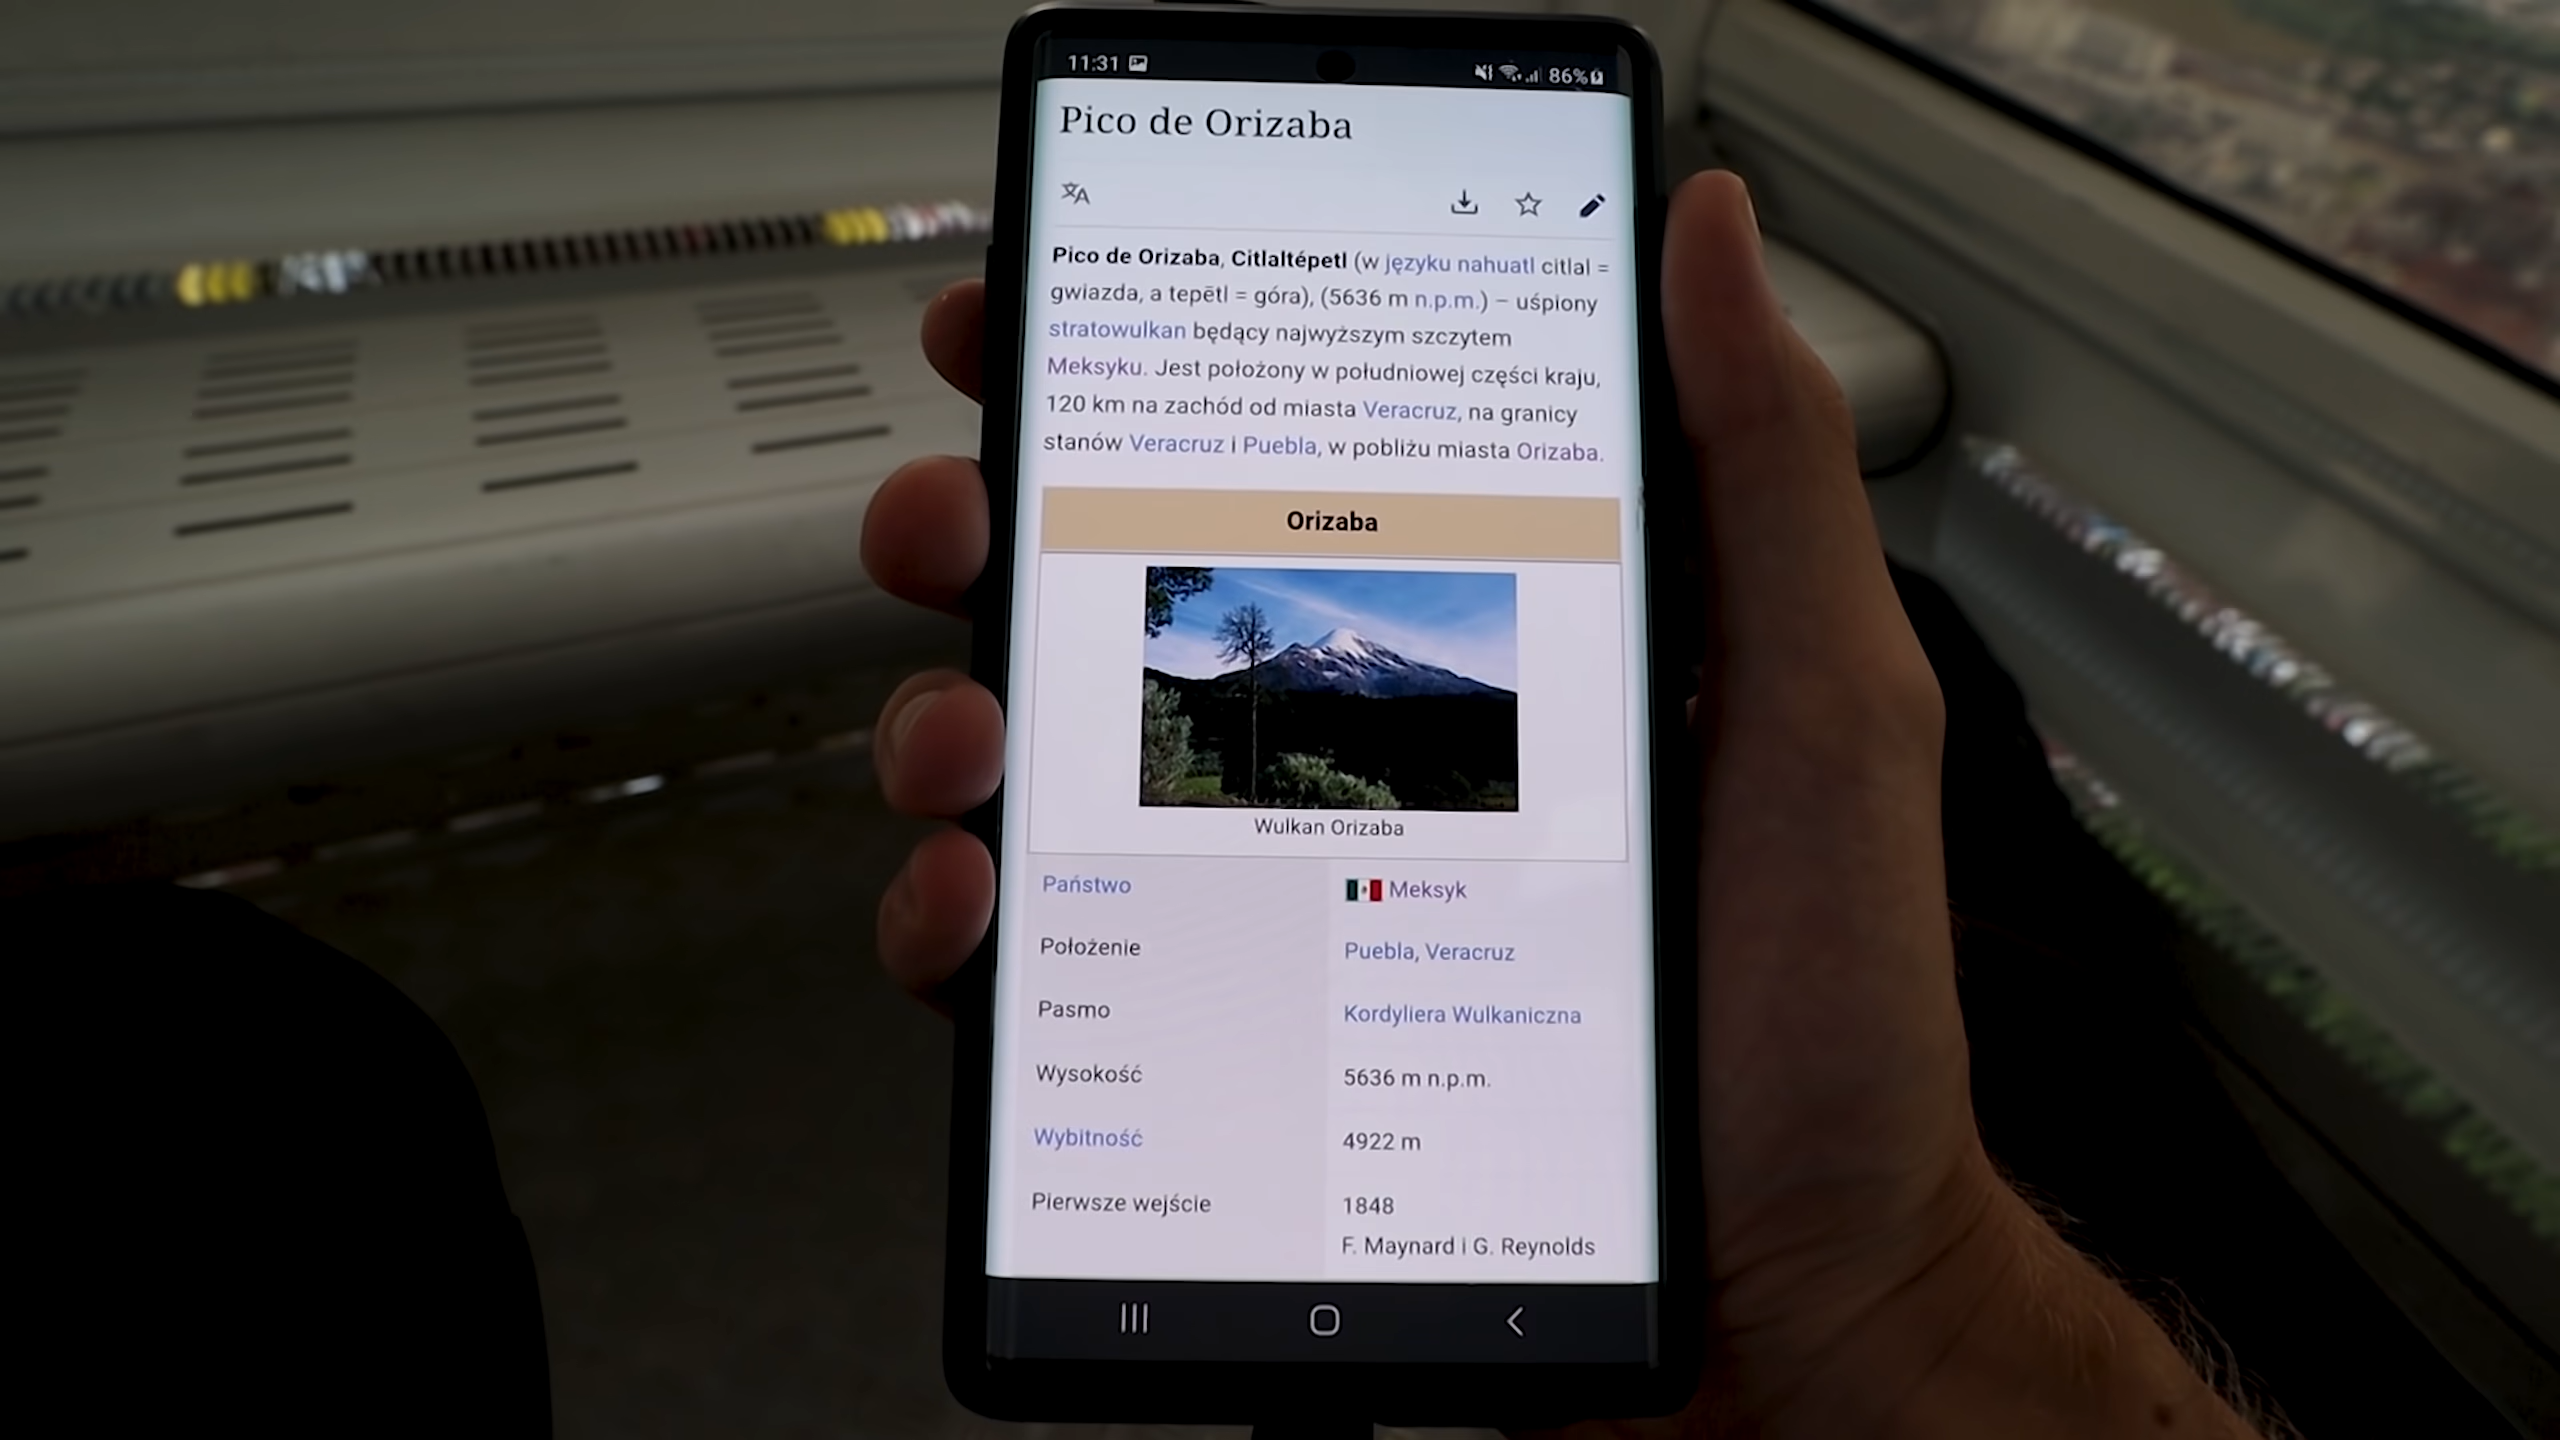 11:31
86%
Pico de Orizaba
Pico de Orizaba, Citlaltépetl (w języku nahuatl citlal =
gwiazda, a tepētl = góra), (5636 m n.p.m.) – uśpiony
stratowulkan będący najwyższym szczytem
Meksyku. Jest położony w południowej części kraju,
120 km na zachód od miasta Veracruz, na granicy
stanów Veracruz i Puebla, w pobliżu miasta Orizaba.
Orizaba
Wulkan Orizaba
Państwo Meksyk
Położenie Puebla, Veracruz
Pasmo Kordyliera Wulkaniczna
Wysokość 5636 m n.p.m.
Wybitność 4922 m
Pierwsze wejście 1848
F. Maynard i G. Reynolds